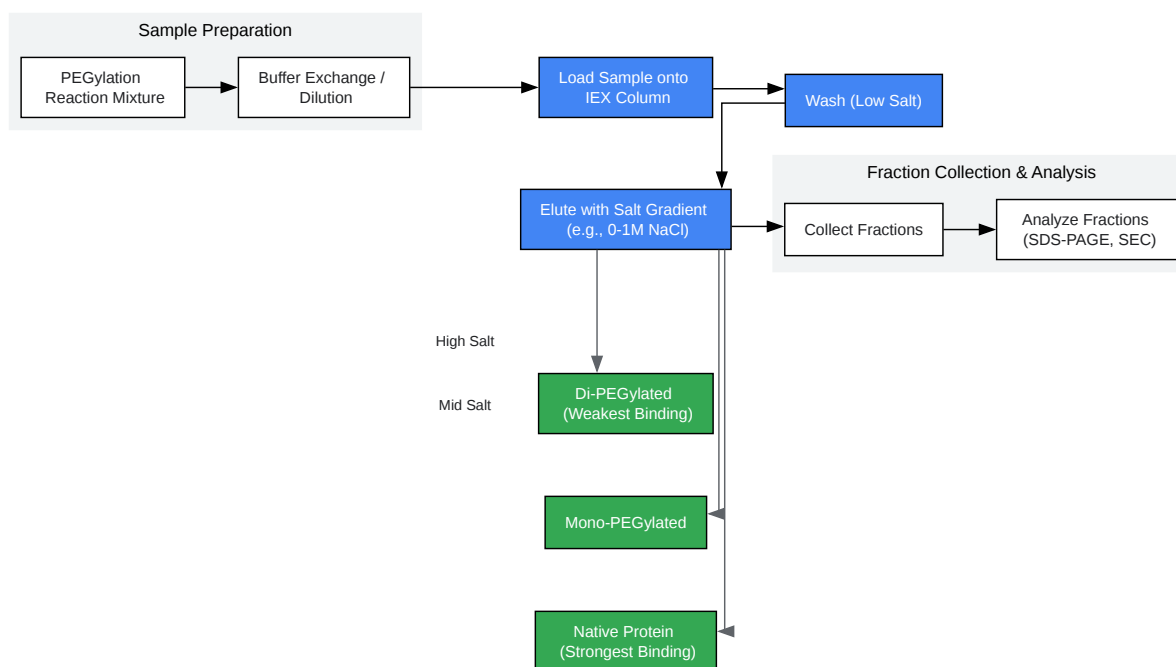 Sample Preparation
PEGylation
Reaction Mixture
Buffer Exchange /
Dilution
Load Sample onto
IEX Column
Wash (Low Salt)
Elute with Salt Gradient
(e.g., 0-1M NaCl)
Fraction Collection & Analysis
Collect Fractions
Analyze Fractions
(SDS-PAGE, SEC)
High Salt
Mid Salt
Di-PEGylated
(Weakest Binding)
Mono-PEGylated
Native Protein
(Strongest Binding)